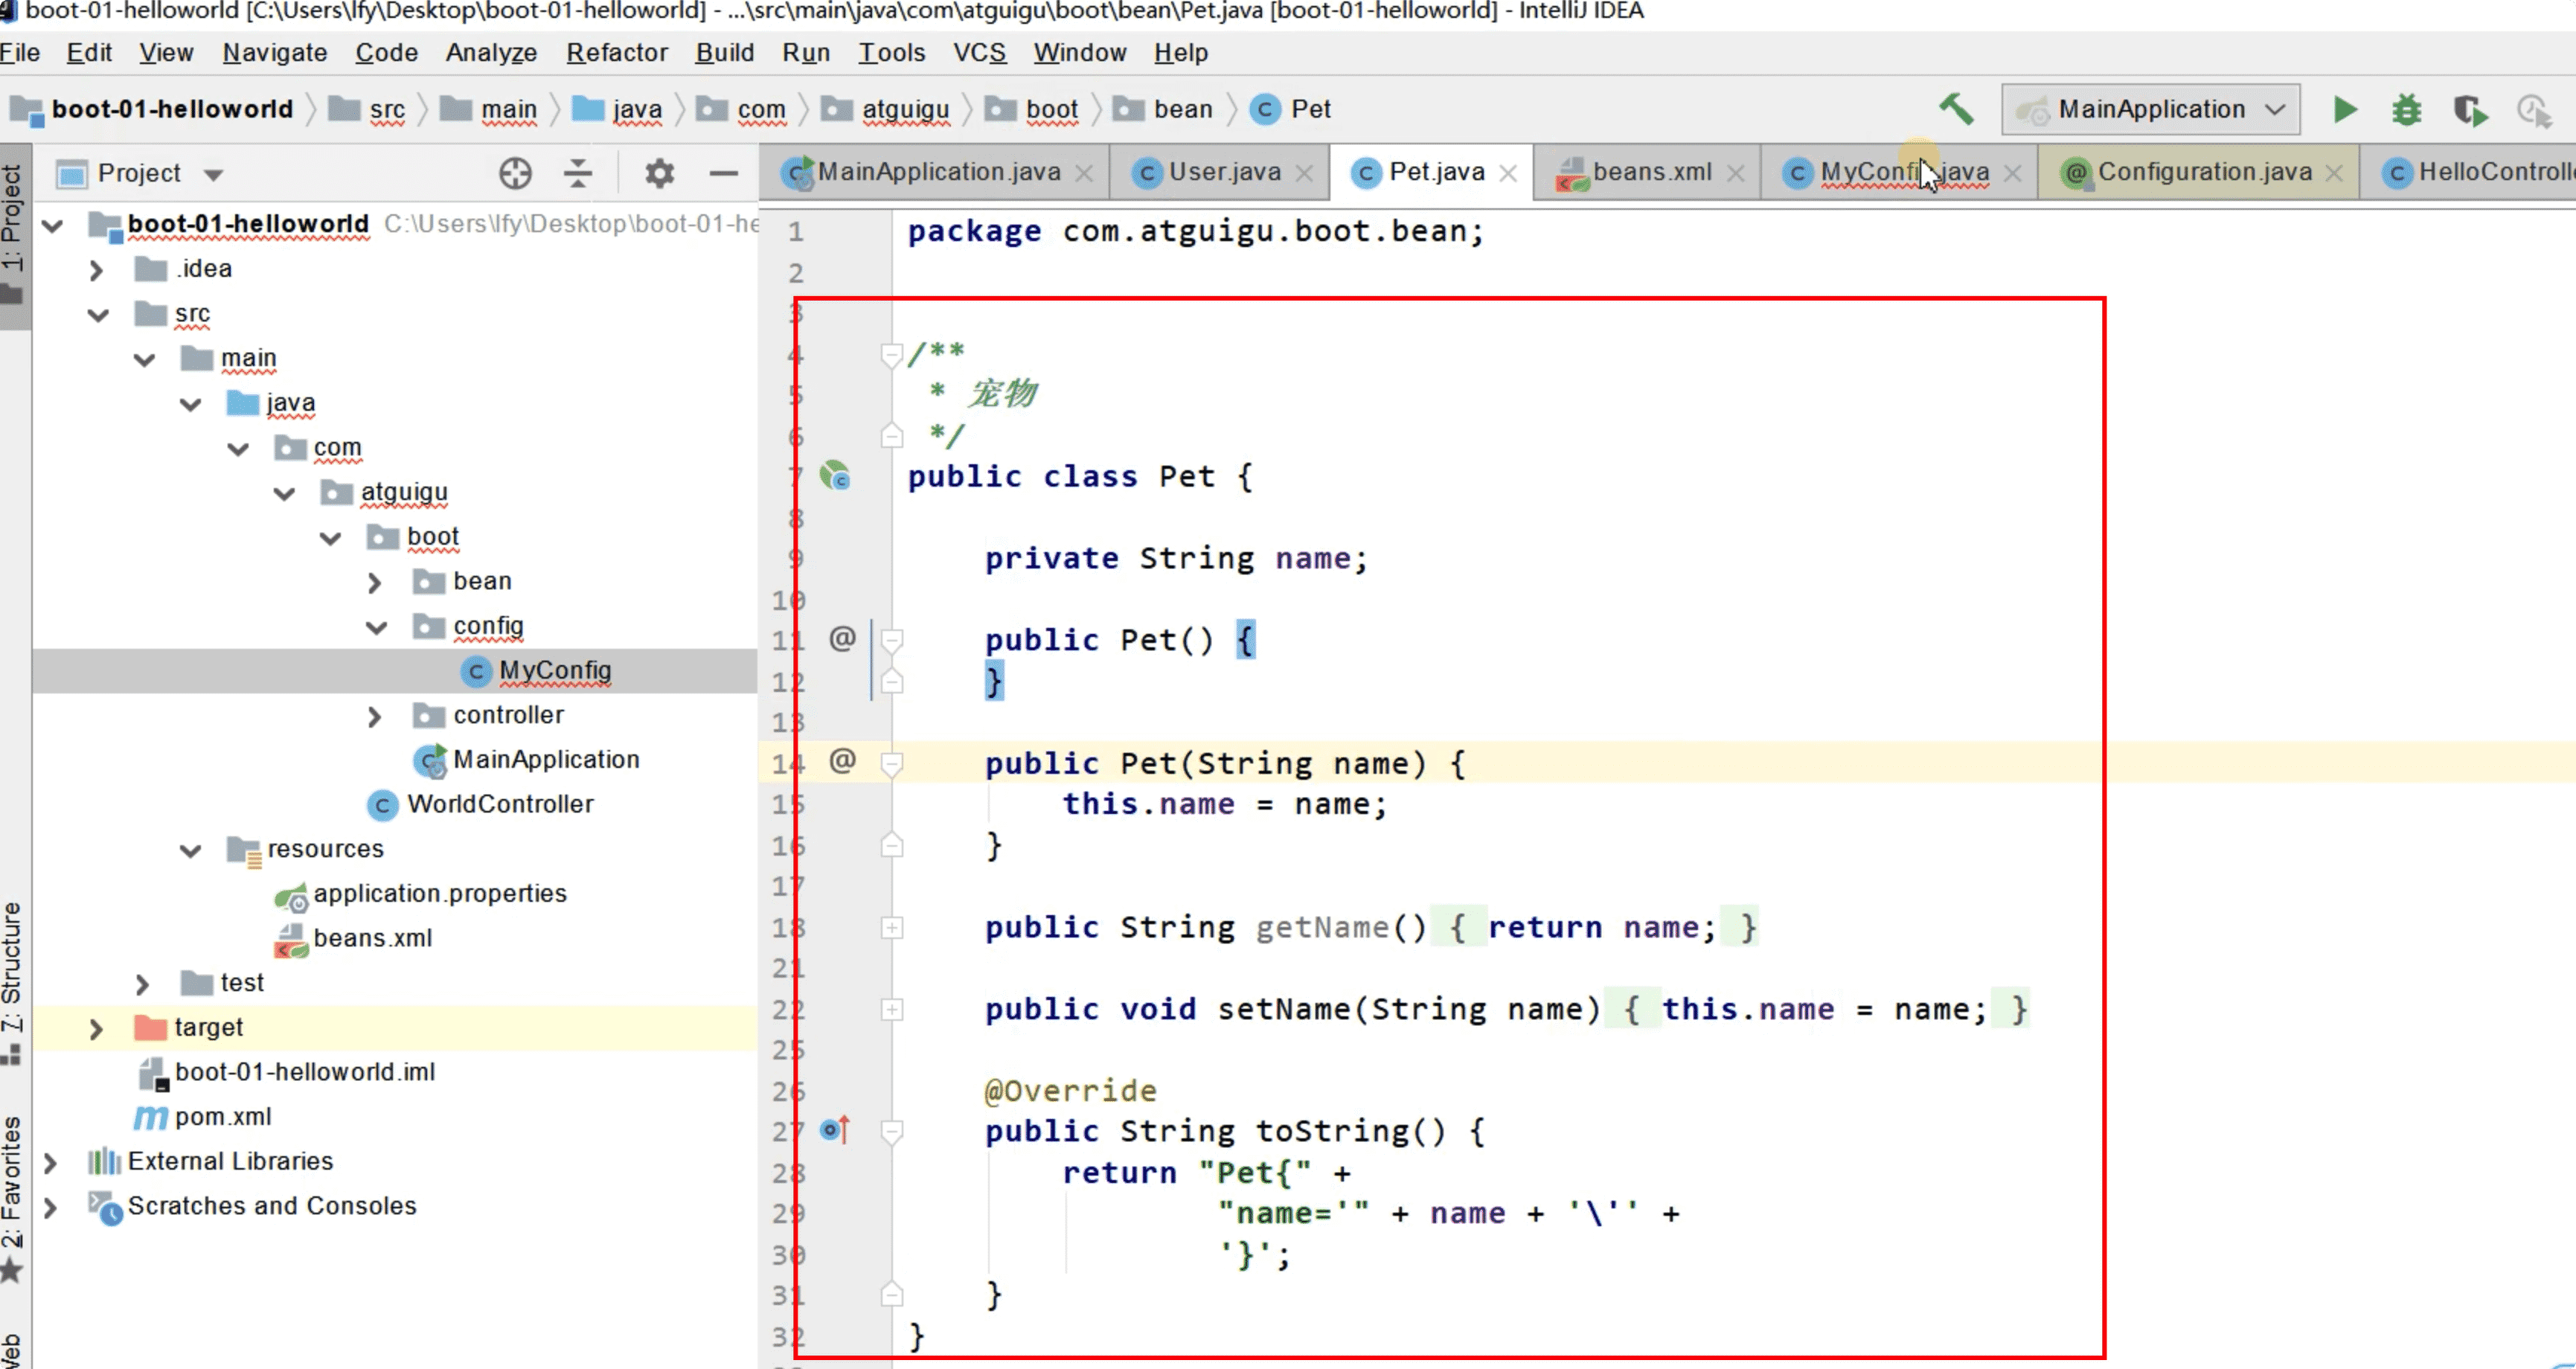 boot-01-helloworld [C:\Users\lfy\Desktop\boot-01-helloworld] - ...\src\main\java\com\atguigu\boot\bean\Pet.java [boot-01-helloworld] - IntelliJ IDEA
File Edit View Navigate Code Analyze Refactor Build Run Tools VCS Window Help
boot-01-helloworld src main java com atguigu boot bean Pet
MainApplication
1: Project
7: Structure
2: Favorites
Project
boot-01-helloworld C:\Users\lfy\Desktop\boot-01-he
.idea
src
main
java
com
atguigu
boot
bean
config
MyConfig
controller
MainApplication
WorldController
resources
application.properties
beans.xml
test
target
boot-01-helloworld.iml
pom.xml
External Libraries
Scratches and Consoles
MainApplication.java User.java Pet.java beans.xml MyConfig.java Configuration.java HelloControll
1 package com.atguigu.boot.bean;
2
3
4 /**
5 * 宠物
6 */
7 public class Pet {
8
9 private String name;
10
11 @ public Pet() {
12 }
13
14 @ public Pet(String name) {
15 this.name = name;
16 }
17
18 public String getName() { return name; }
21
22 public void setName(String name) { this.name = name; }
25
26 @Override
27 public String toString() {
28 return "Pet{" +
29 "name='" + name + '\'' +
30 '}';
31 }
32 }